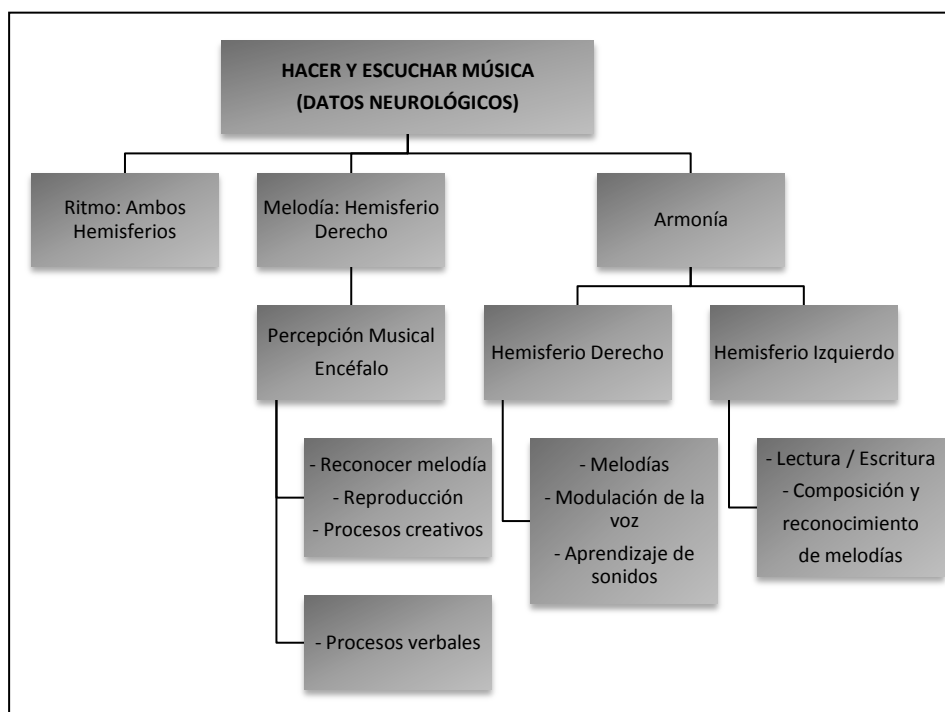 HACER Y ESCUCHAR MÚSICA
(DATOS NEUROLÓGICOS)
Ritmo: Ambos
Hemisferios
Melodía: Hemisferio
Derecho
Armonía
Percepción Musical
Encéfalo
Hemisferio Derecho
Hemisferio Izquierdo
- Reconocer melodía
- Reproducción
- Procesos creativos
- Melodías
- Modulación de la
voz
- Aprendizaje de
sonidos
- Lectura / Escritura
- Composición y
reconocimiento
de melodías
- Procesos verbales